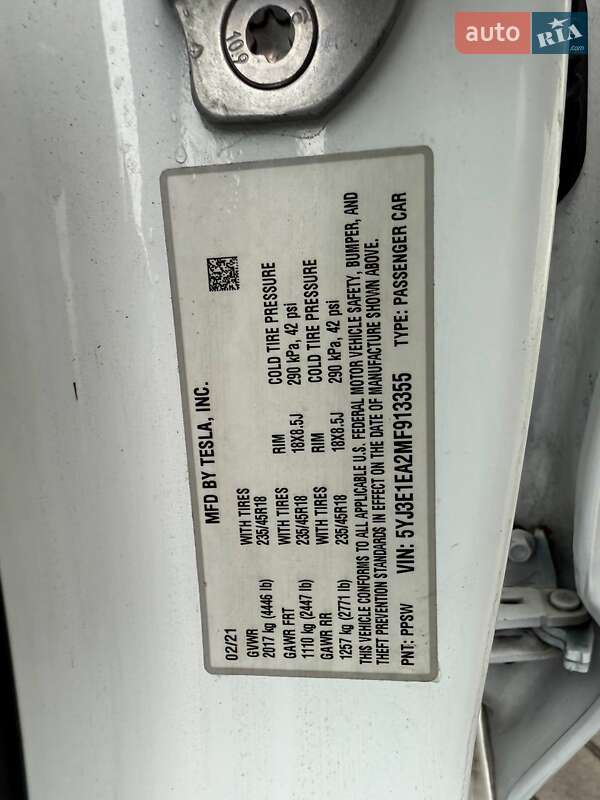 auto RIA.com
109
MFD BY TESLA, INC.
02/21
GVWR WITH TIRES RIM COLD TIRE PRESSURE
2017 kg (4446 lb) 235/45R18 18X8.5J 290 kPa, 42 psi
GAWR FRT WITH TIRES RIM COLD TIRE PRESSURE
1110 kg (2447 lb) 235/45R18 18X8.5J 290 kPa, 42 psi
GAWR RR WITH TIRES
1257 kg (2771 lb) 235/45R18
THIS VEHICLE CONFORMS TO ALL APPLICABLE U.S. FEDERAL MOTOR VEHICLE SAFETY, BUMPER, AND
THEFT PREVENTION STANDARDS IN EFFECT ON THE DATE OF MANUFACTURE SHOWN ABOVE.
PNT: PPSW VIN: 5YJ3E1EA2MF913355 TYPE: PASSENGER CAR